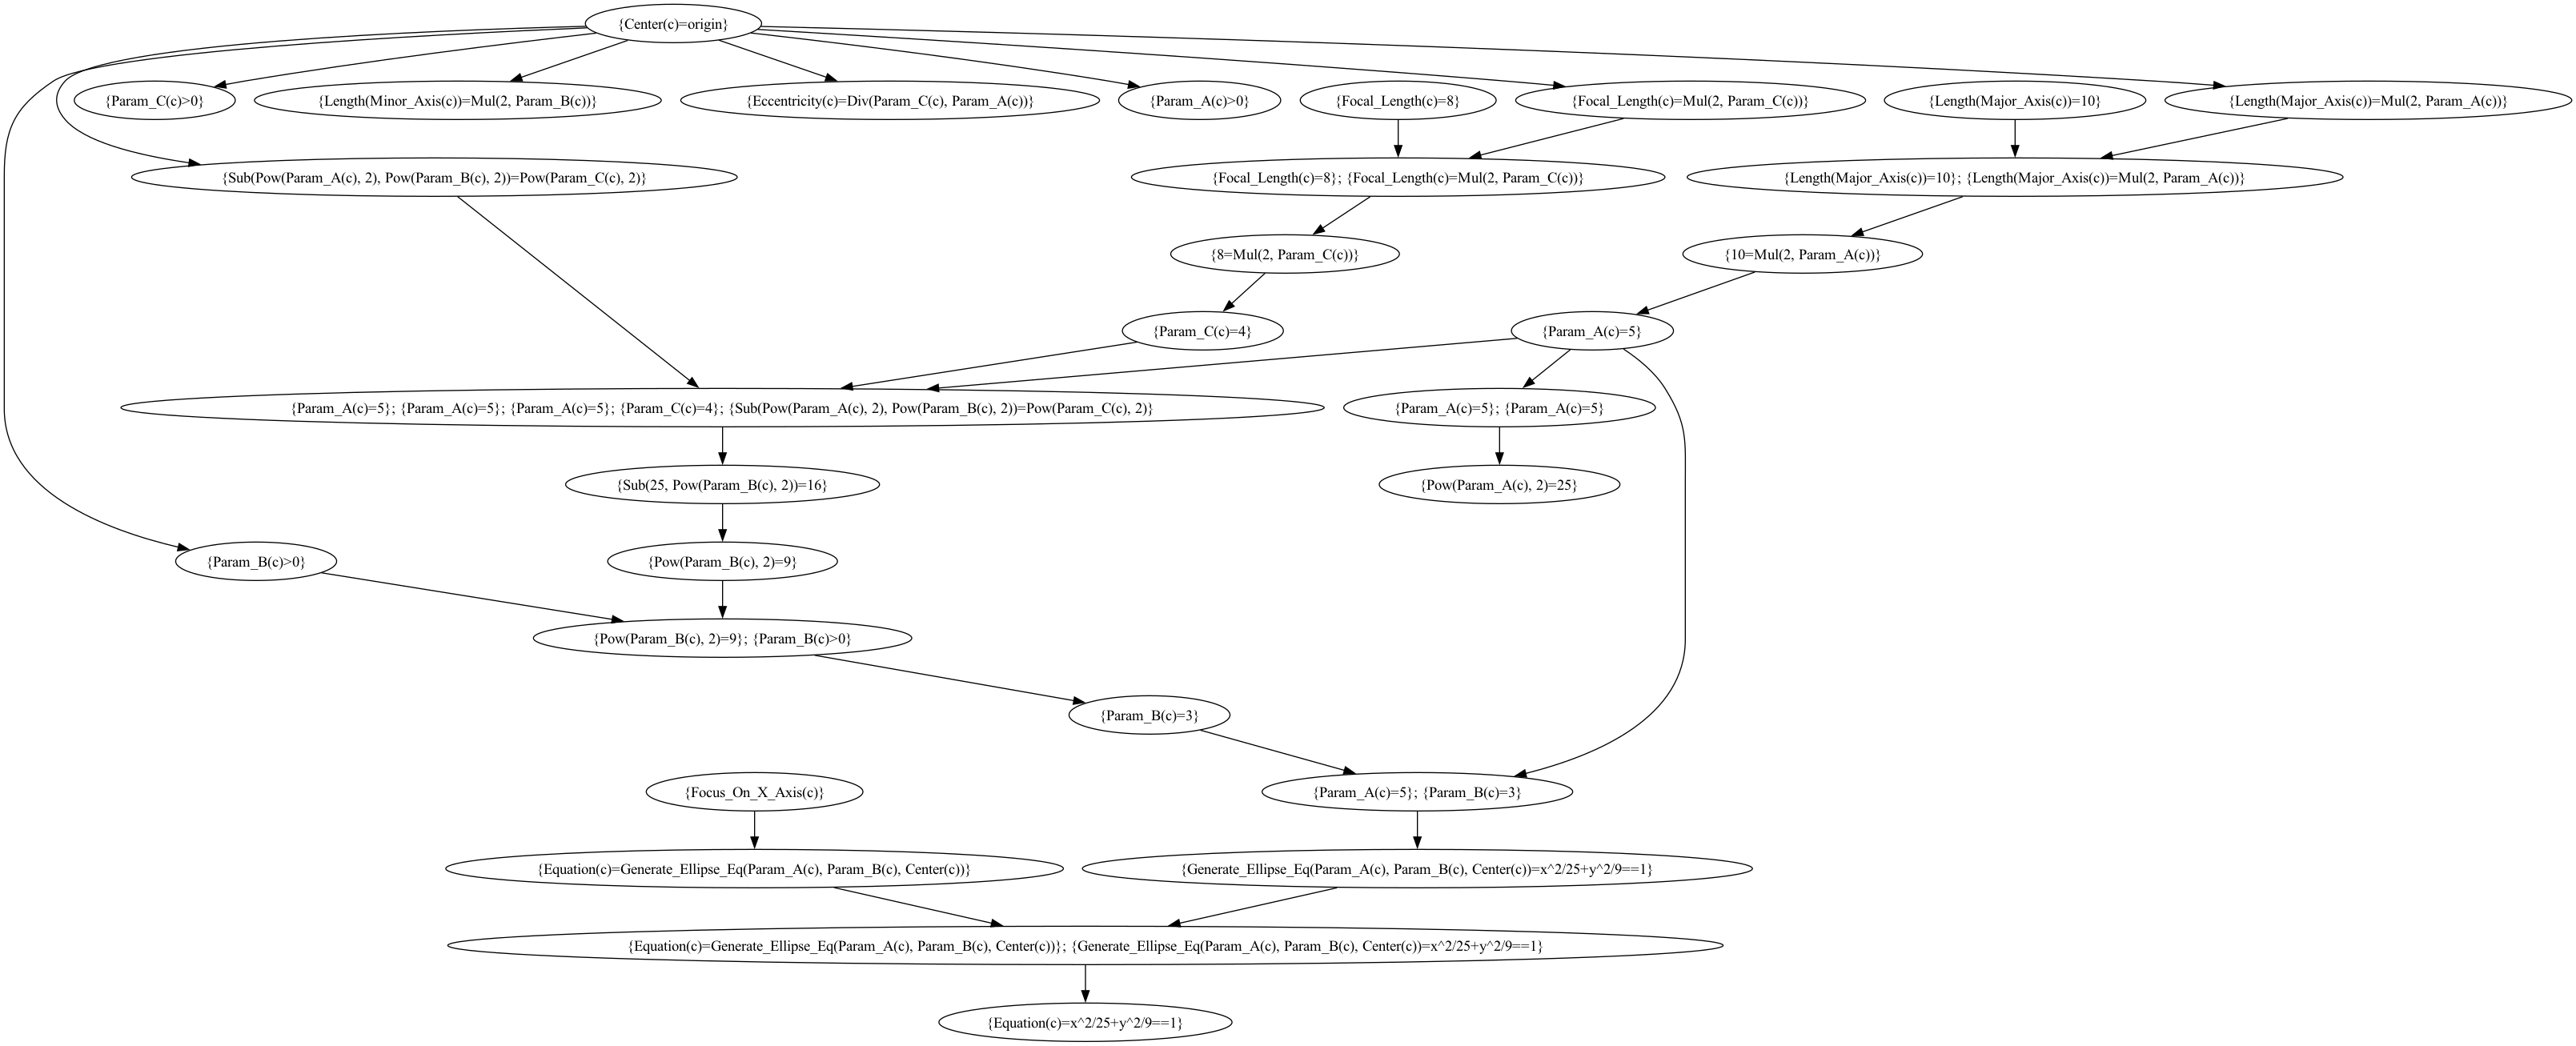 {Center(c)=origin}
{Param_C(c)>0}
{Length(Minor_Axis(c))=Mul(2, Param_B(c))}
{Eccentricity(c)=Div(Param_C(c), Param_A(c))}
{Param_A(c)>0}
{Focal_Length(c)=8}
{Focal_Length(c)=Mul(2, Param_C(c))}
{Length(Major_Axis(c))=10}
{Length(Major_Axis(c))=Mul(2, Param_A(c))}
{Sub(Pow(Param_A(c), 2), Pow(Param_B(c), 2))=Pow(Param_C(c), 2)}
{Focal_Length(c)=8}; {Focal_Length(c)=Mul(2, Param_C(c))}
{Length(Major_Axis(c))=10}; {Length(Major_Axis(c))=Mul(2, Param_A(c))}
{8=Mul(2, Param_C(c))}
{10=Mul(2, Param_A(c))}
{Param_C(c)=4}
{Param_A(c)=5}
{Param_A(c)=5}; {Param_A(c)=5}; {Param_A(c)=5}; {Param_C(c)=4}; {Sub(Pow(Param_A(c), 2), Pow(Param_B(c), 2))=Pow(Param_C(c), 2)}
{Param_A(c)=5}; {Param_A(c)=5}
{Sub(25, Pow(Param_B(c), 2))=16}
{Pow(Param_A(c), 2)=25}
{Param_B(c)>0}
{Pow(Param_B(c), 2)=9}
{Pow(Param_B(c), 2)=9}; {Param_B(c)>0}
{Param_B(c)=3}
{Focus_On_X_Axis(c)}
{Param_A(c)=5}; {Param_B(c)=3}
{Equation(c)=Generate_Ellipse_Eq(Param_A(c), Param_B(c), Center(c))}
{Generate_Ellipse_Eq(Param_A(c), Param_B(c), Center(c))=x^2/25+y^2/9==1}
{Equation(c)=Generate_Ellipse_Eq(Param_A(c), Param_B(c), Center(c))}; {Generate_Ellipse_Eq(Param_A(c), Param_B(c), Center(c))=x^2/25+y^2/9==1}
{Equation(c)=x^2/25+y^2/9==1}